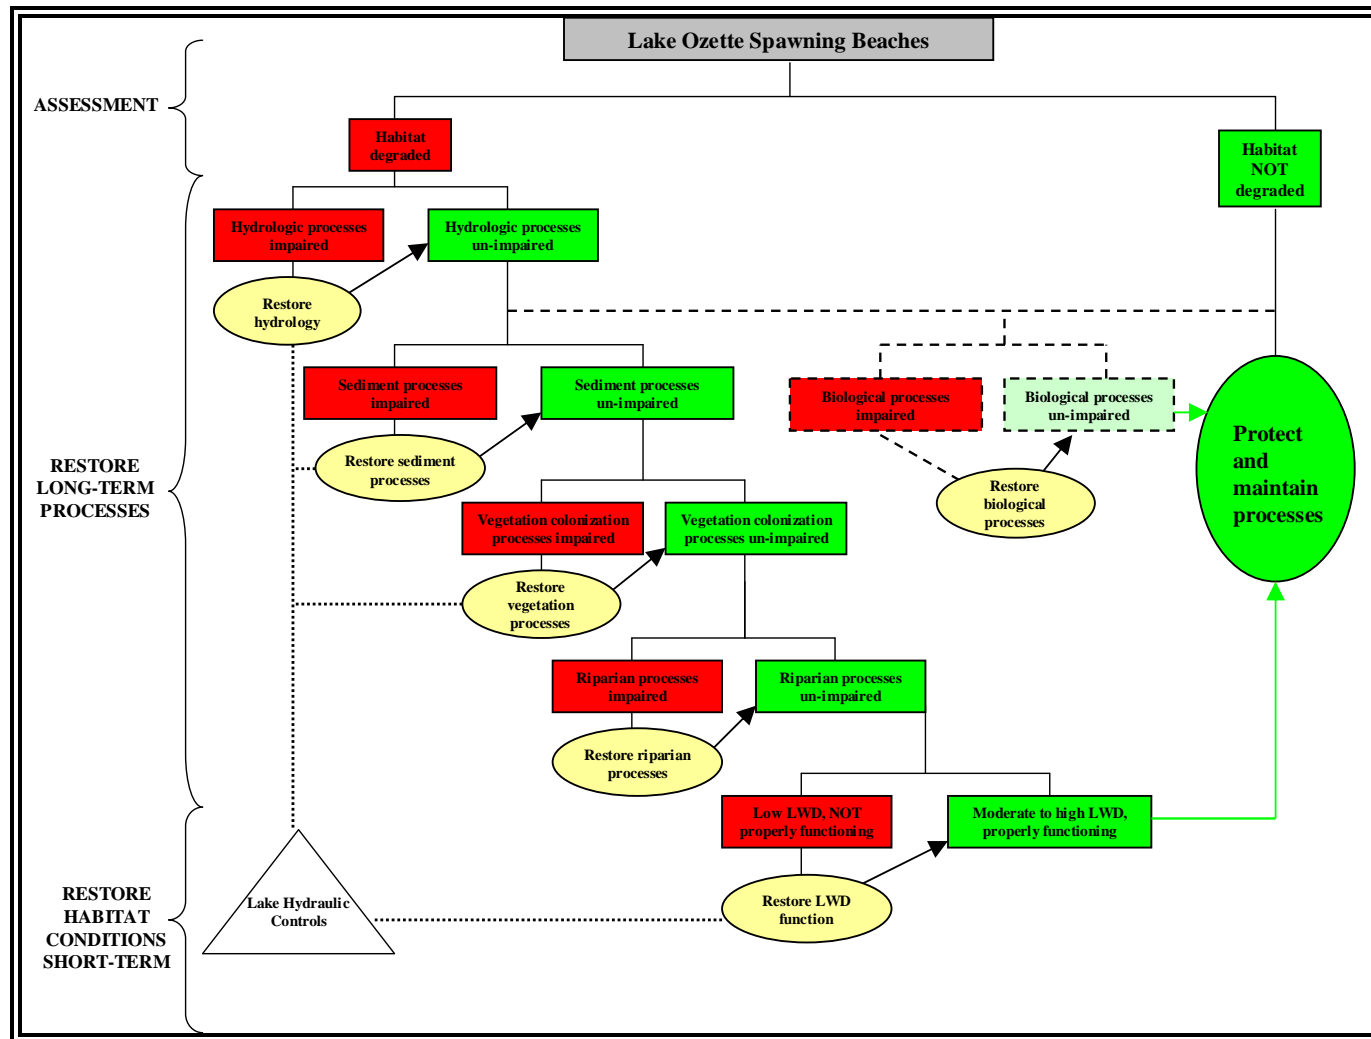 Lake Ozette Spawning Beaches
ASSESSMENT
Habitat
degraded
Habitat
NOT
degraded
Hydrologic processes
impaired
Hydrologic processes
un-impaired
Restore
hydrology
Sediment processes
impaired
Sediment processes
un-impaired
Biological processes
impaired
Biological processes
un-impaired
Protect
and
maintain
processes
RESTORE
LONG-TERM
PROCESSES
Restore sediment
processes
Restore
biological
processes
Vegetation colonization
processes impaired
Vegetation colonization
processes un-impaired
Restore
vegetation
processes
Riparian processes
impaired
Riparian processes
un-impaired
Restore riparian
processes
Low LWD, NOT
properly functioning
Moderate to high LWD,
properly functioning
RESTORE
HABITAT
CONDITIONS
SHORT-TERM
Lake Hydraulic
Controls
Restore LWD
function